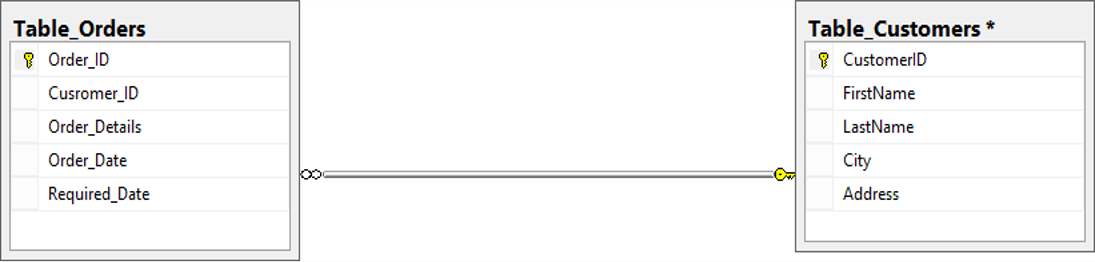 Table_Orders
Order_ID
Cusromer_ID
Order_Details
Order_Date
Required_Date
Table_Customers *
CustomerID
FirstName
LastName
City
Address